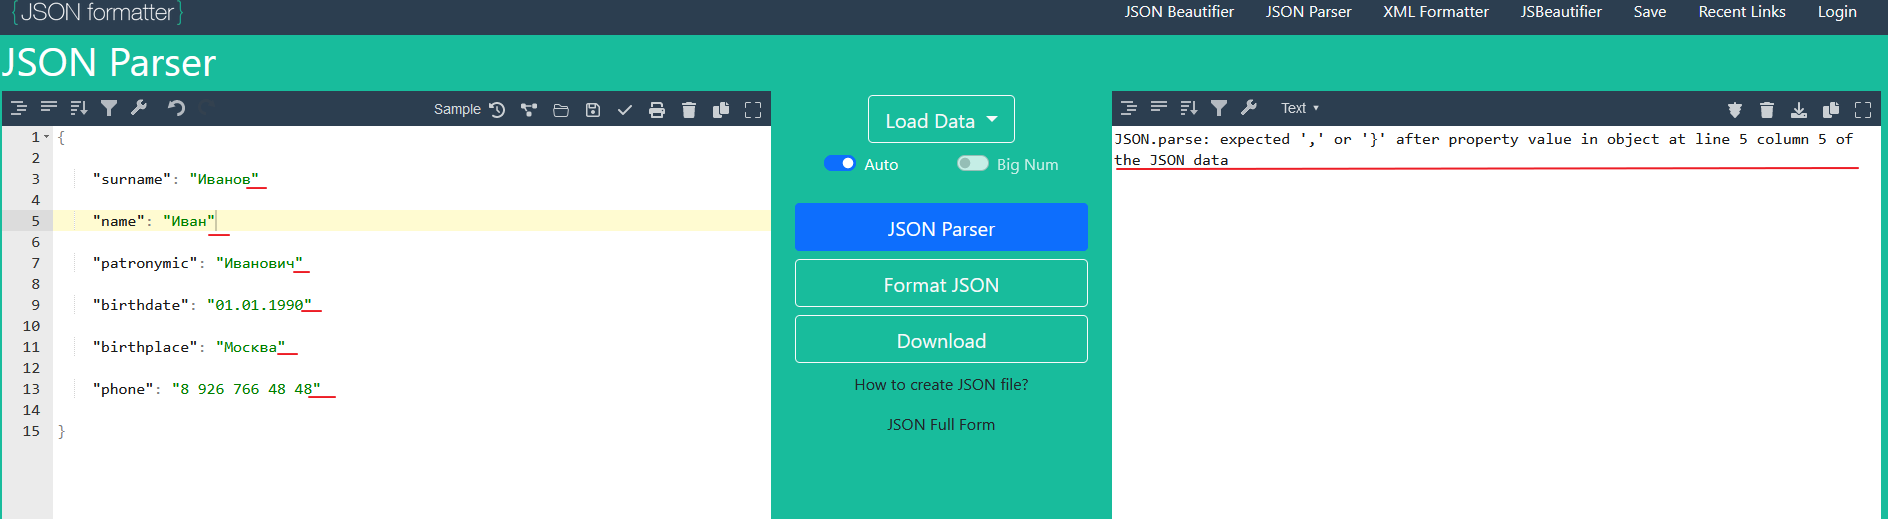 {JSON formatter}
JSON Beautifier JSON Parser XML Formatter JSBeautifier Save Recent Links Login
JSON Parser
Sample
1 {
2
3 "surname": "Иванов"
4
5 "name": "Иван"
6
7 "patronymic": "Иванович"
8
9 "birthdate": "01.01.1990"
10
11 "birthplace": "Москва"
12
13 "phone": "8 926 766 48 48"
14
15 }
Load Data
Auto Big Num
JSON Parser
Format JSON
Download
How to create JSON file?
JSON Full Form
Text
JSON.parse: expected ',' or '}' after property value in object at line 5 column 5 of
the JSON data